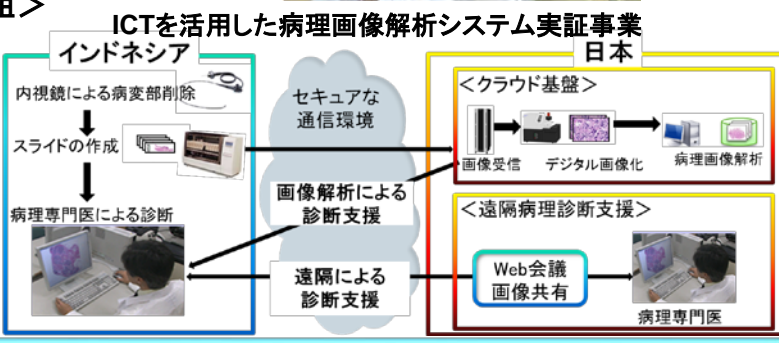 組＞
ICTを活用した病理画像解析システム実証事業
インドネシア
内視鏡による病変部削除
スライドの作成
病理専門医による診断
セキュアな
通信環境
画像解析による
診断支援
遠隔による
診断支援
日本
＜クラウド基盤＞
画像受信
デジタル画像化
病理画像解析
＜遠隔病理診断支援＞
Web会議
画像共有
病理専門医